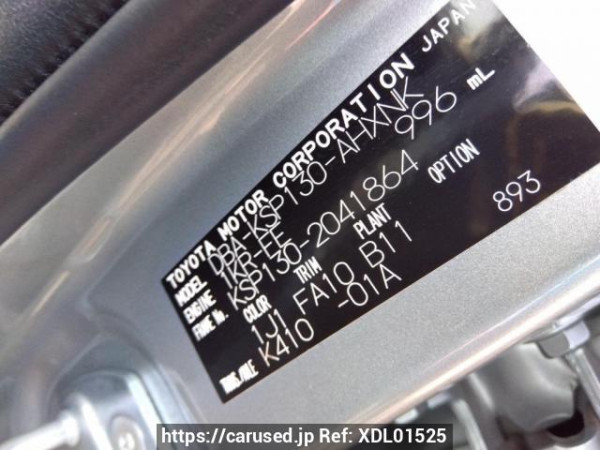 TOYOTA MOTOR CORPORATION JAPAN
MODEL DBA-KSP130-AHXNK
ENGINE 1KR-FE 996 mL
FRAME No. KSP130-2041864
COLOR TRIM PLANT OPTION
1J1 FA10 B11 893
TRANS/AXLE K410 -01A
https://carused.jp Ref: XDL01525